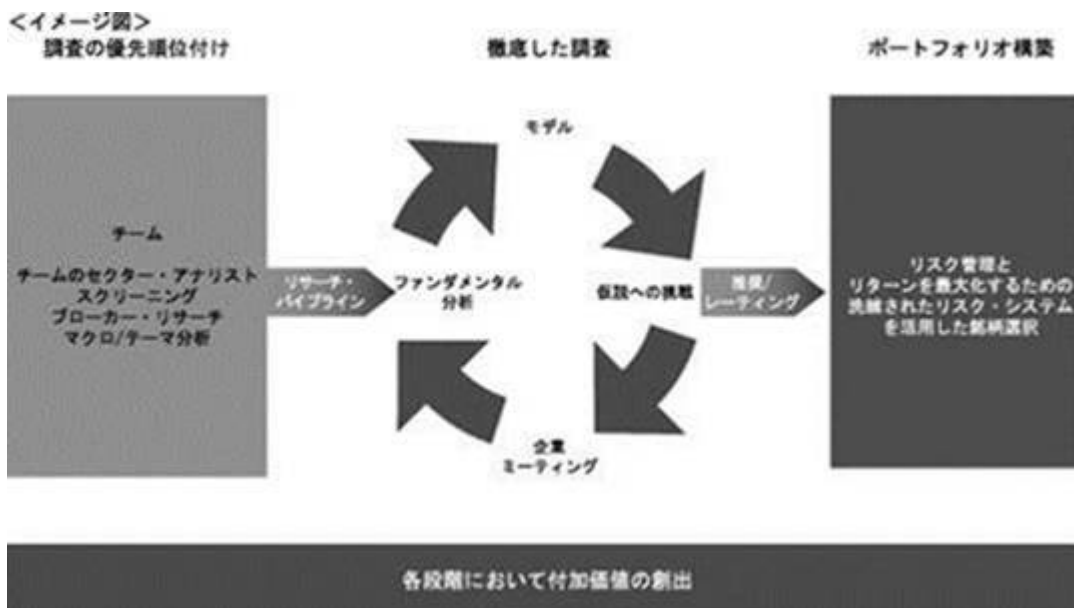 ＜イメージ図＞
調査の優先順位付け
徹底した調査
ポートフォリオ構築
チーム
チームのセクター・アナリスト
スクリーニング
ブローカー・リサーチ
マクロ/テーマ分析
リサーチ・
パイプライン
モデル
ファンダメンタル
分析
仮説への挑戦
企業
ミーティング
推奨/
レーティング
リスク管理と
リターンを最大化するための
洗練されたリスク・システム
を活用した銘柄選択
各段階において付加価値の創出